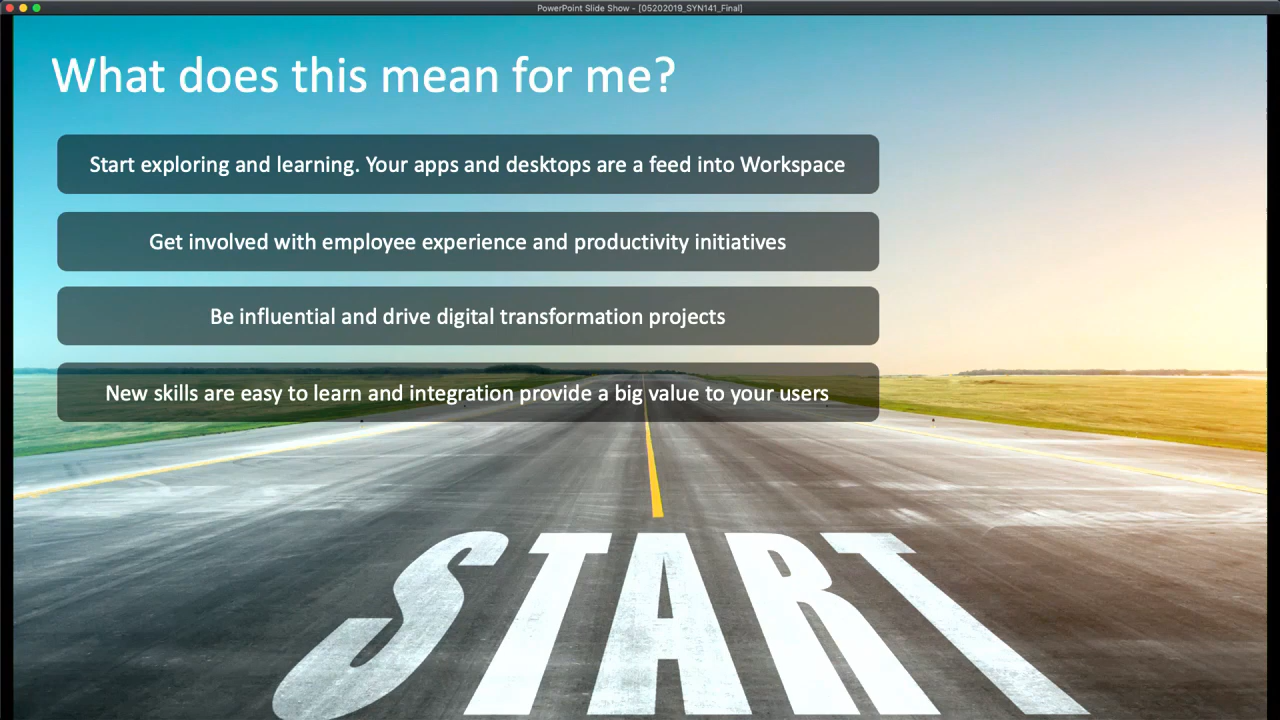 PowerPoint Slide Show - [05202019_SYN141_Final]
What does this mean for me?
Start exploring and learning. Your apps and desktops are a feed into Workspace
Get involved with employee experience and productivity initiatives
Be influential and drive digital transformation projects
New skills are easy to learn and integration provide a big value to your users
START